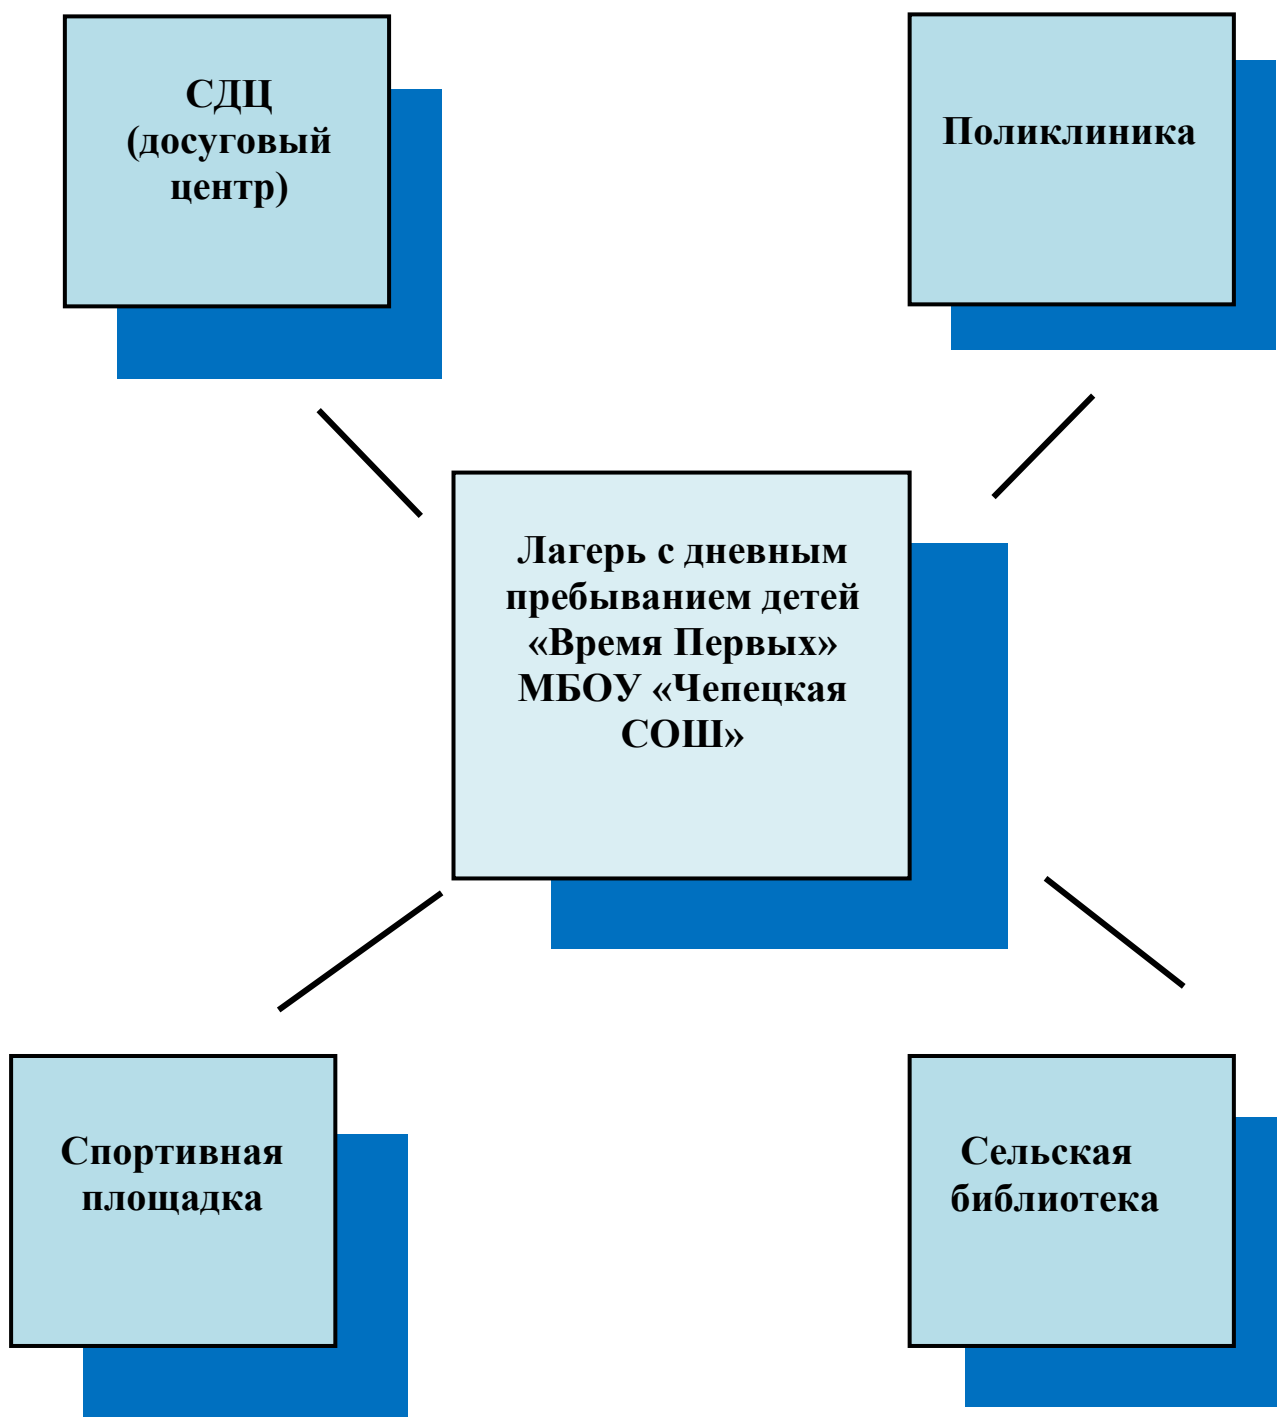 СДЦ
(досуговый
центр)
Поликлиника
Лагерь с дневным
пребыванием детей
«Время Первых»
МБОУ «Чепецкая
СОШ»
Спортивная
площадка
Сельская
библиотека